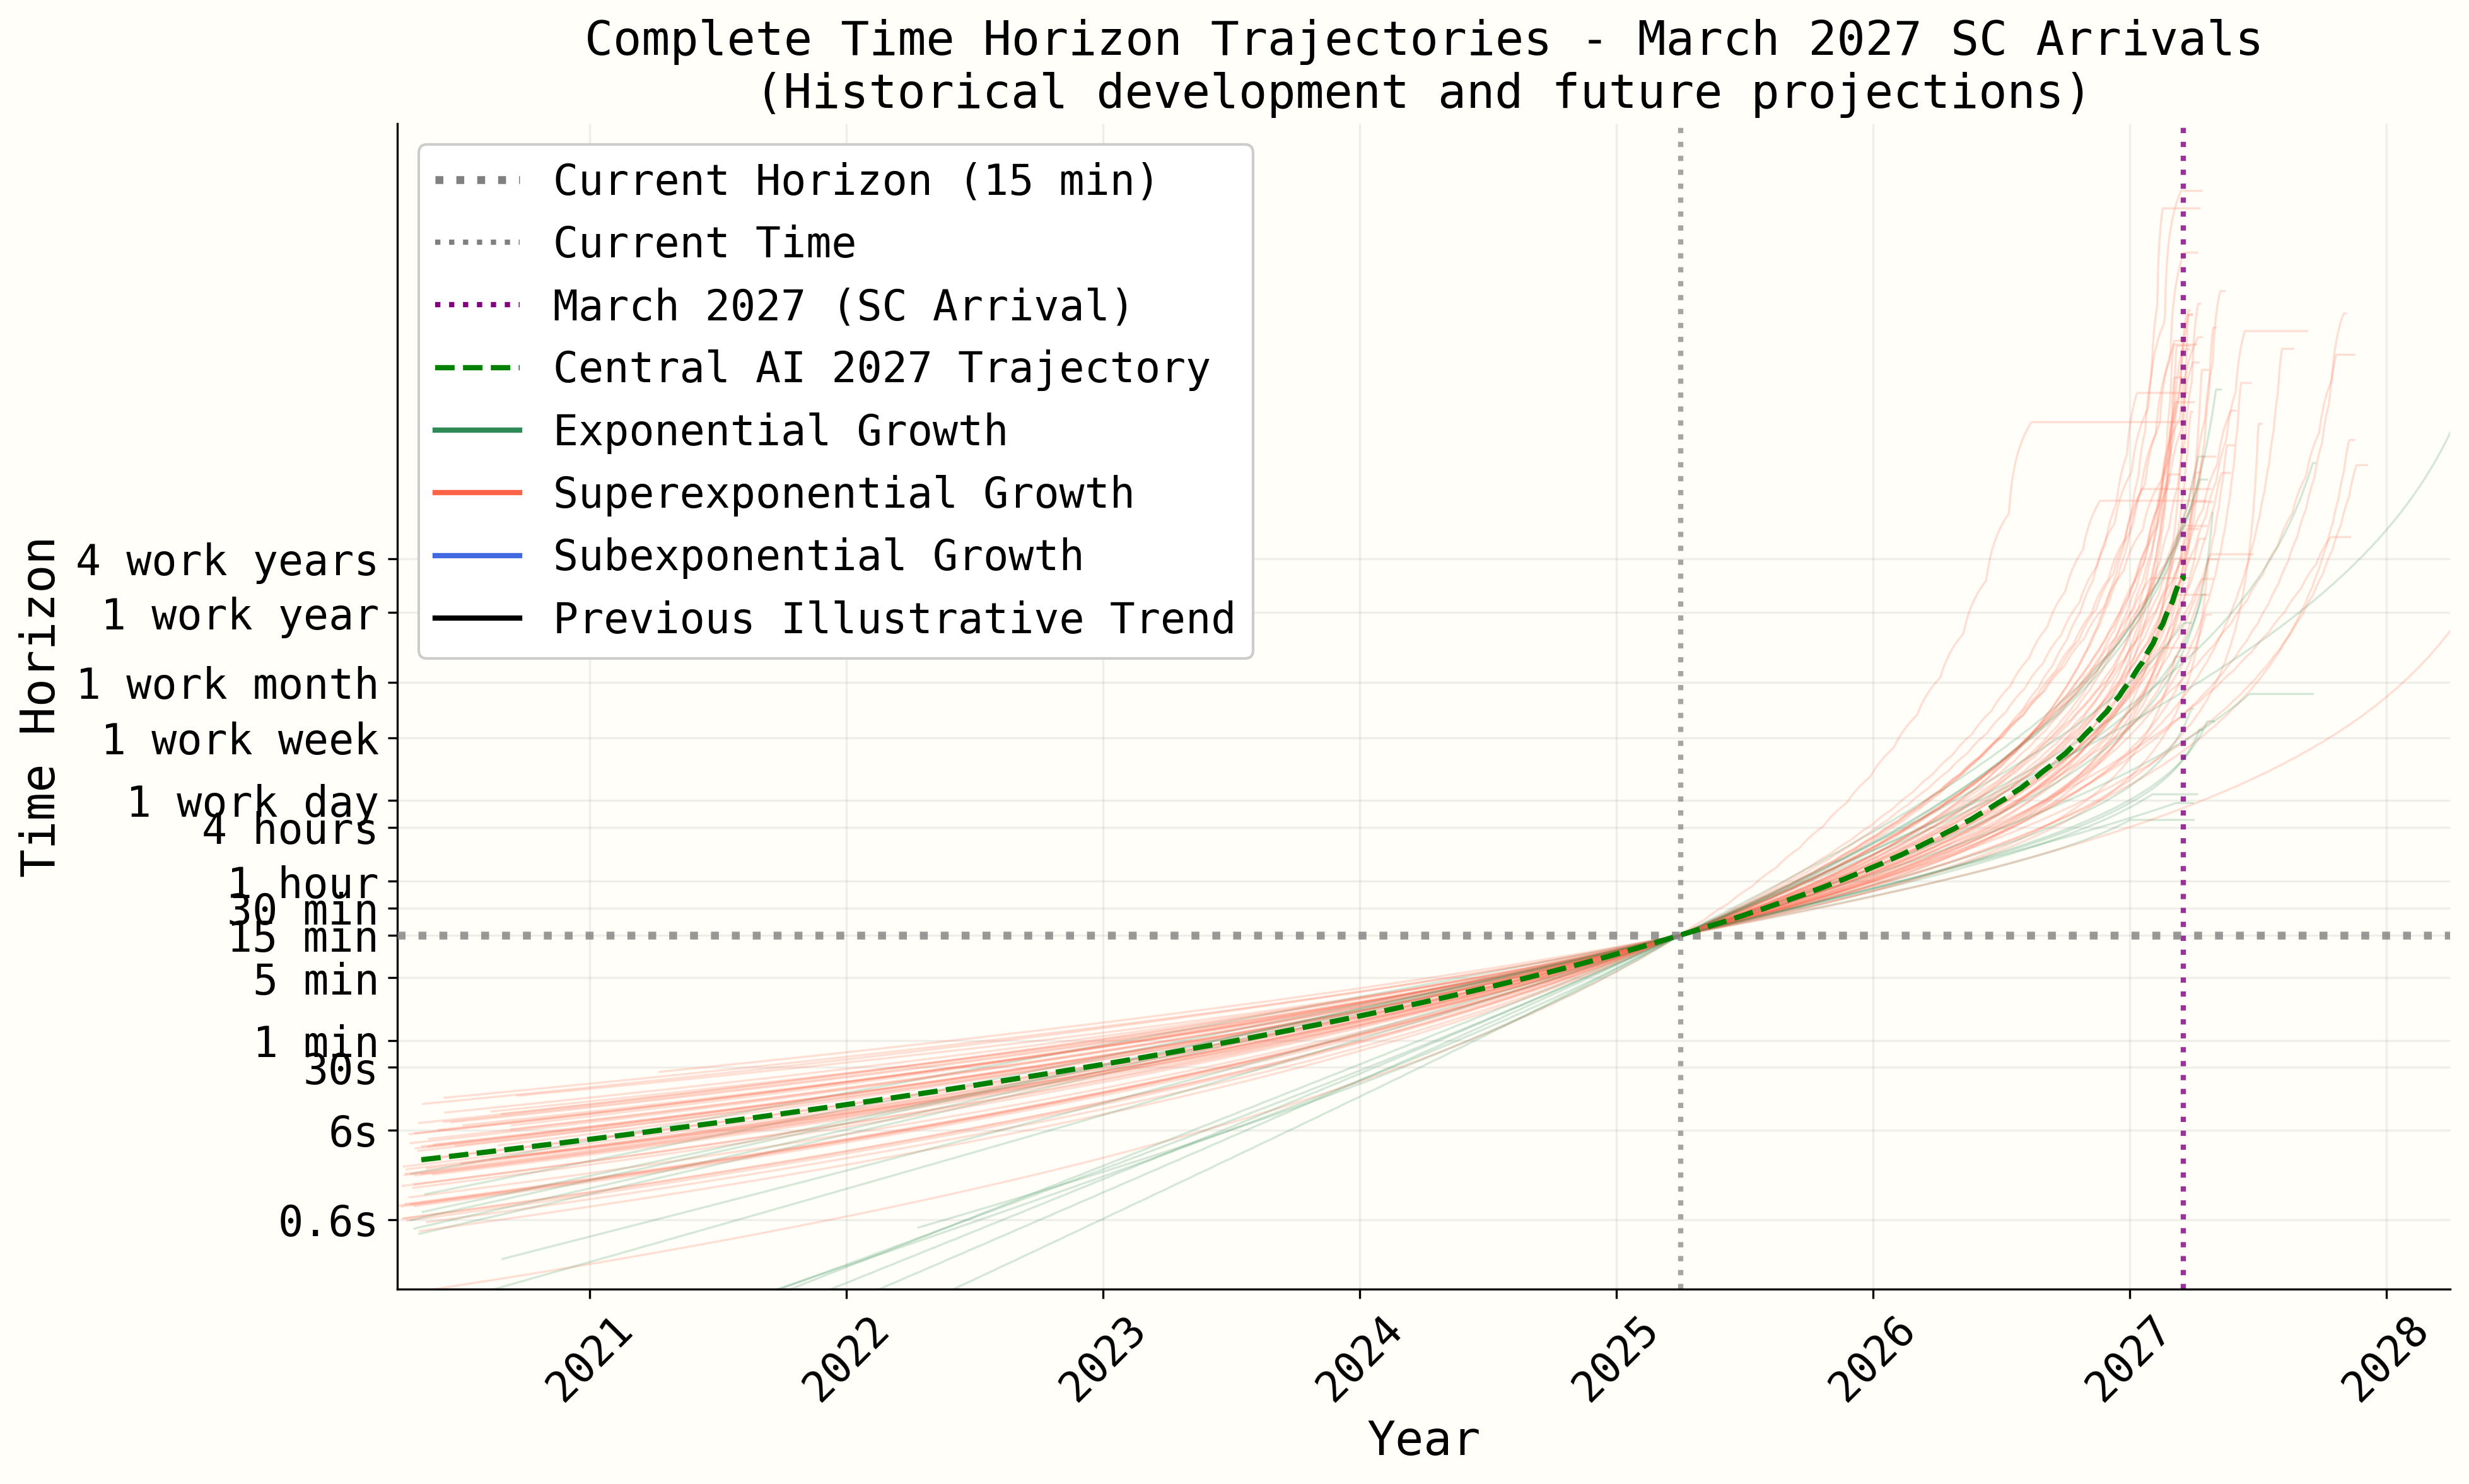 Complete Time Horizon Trajectories - March 2027 SC Arrivals
(Historical development and future projections)
Current Horizon (15 min)
Current Time
March 2027 (SC Arrival)
Central AI 2027 Trajectory
Exponential Growth
Superexponential Growth
Subexponential Growth
Previous Illustrative Trend
Time Horizon
4 work years
1 work year
1 work month
1 work week
1 work day
4 hours
1 hour
30 min
15 min
5 min
1 min
30s
6s
0.6s
2021
2022
2023
2024
2025
2026
2027
2028
Year